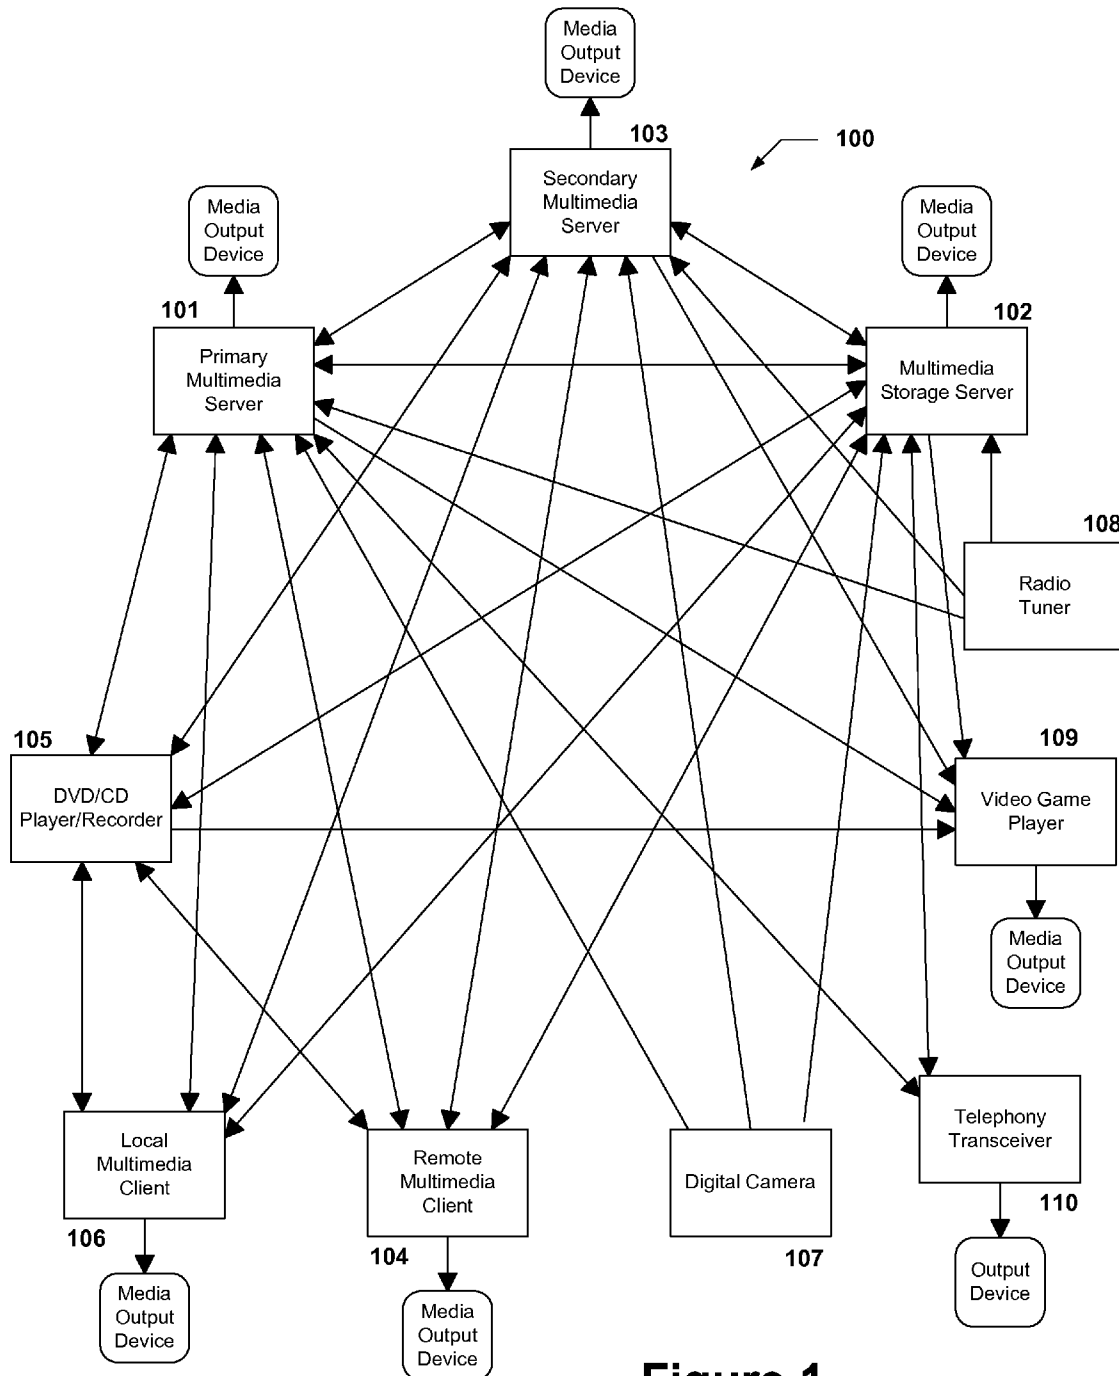 Media
Output
Device
103
100
Secondary
Multimedia
Server
Media
Output
Device
Media
Output
Device
101
102
Primary
Multimedia
Server
Multimedia
Storage Server
108
Radio
Tuner
105
109
DVD/CD
Player/Recorder
Video Game
Player
Media
Output
Device
Local
Multimedia
Client
Remote
Multimedia
Client
Digital Camera
Telephony
Transceiver
106
104
107
110
Media
Output
Device
Media
Output
Device
Output
Device
Figure 1